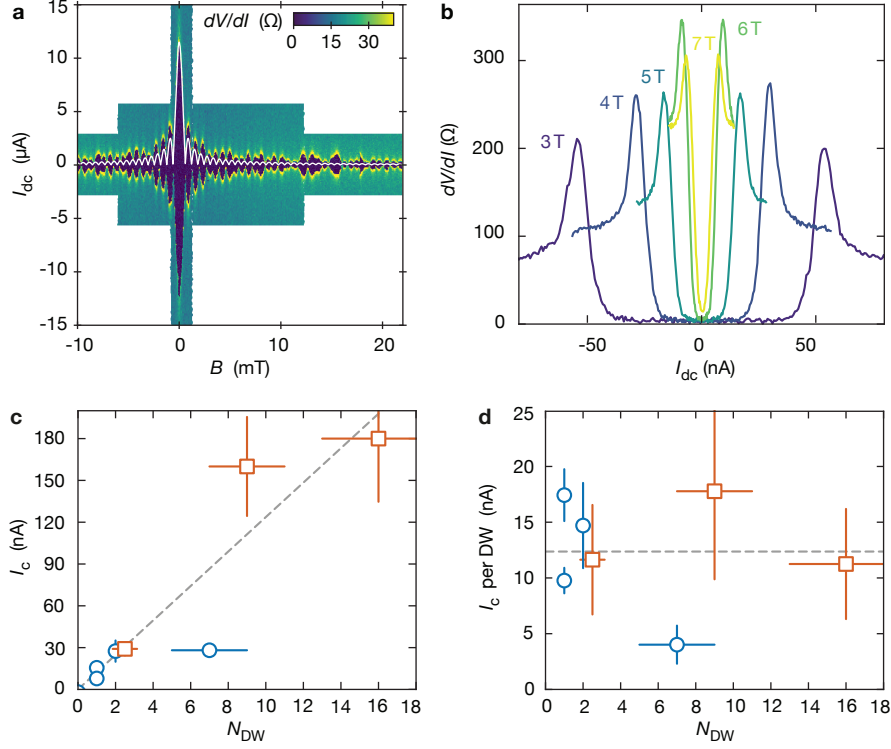 a
dV/dI (Ω)
0 15 30
15
10
5
0
-5
-10
-15
I_dc (µA)
-10 0 10 20
B (mT)
b
300
200
100
0
dV/dI (Ω)
3T
4T
5T
7T
6T
-50 0 50
I_dc (nA)
c
180
150
120
90
60
30
0
I_c (nA)
0 2 4 6 8 10 12 14 16 18
N_DW
d
25
20
15
10
5
0
I_c per DW (nA)
0 2 4 6 8 10 12 14 16 18
N_DW